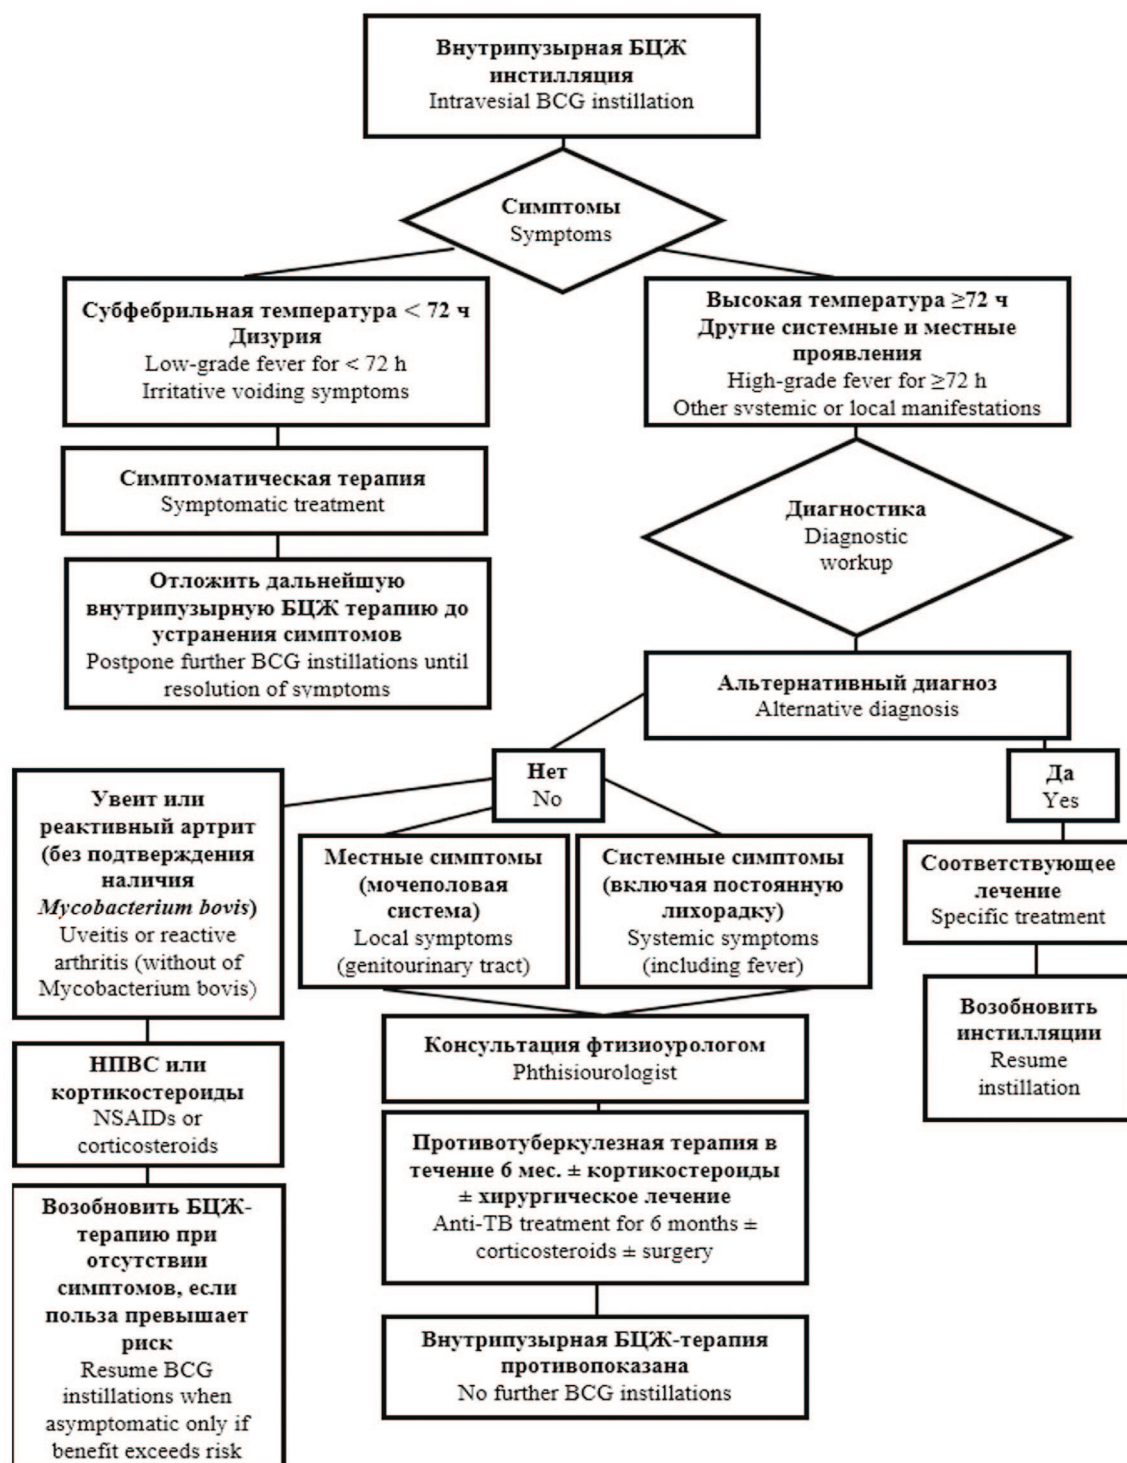 Внутрипузырная БЦЖ
инстилляция
Intravesial BCG instillation
Симптомы
Symptoms
Субфебрильная температура < 72 ч
Дизурия
Low-grade fever for < 72 h
Irritative voiding symptoms
Высокая температура ≥72 ч
Другие системные и местные
проявления
High-grade fever for ≥72 h
Other systemic or local manifestations
Симптоматическая терапия
Symptomatic treatment
Диагностика
Diagnostic
workup
Отложить дальнейшую
внутрипузырную БЦЖ терапию до
устранения симптомов
Postpone further BCG instillations until
resolution of symptoms
Альтернативный диагноз
Alternative diagnosis
Нет
No
Да
Yes
Увеит или
реактивный артрит
(без подтверждения
наличия
Mycobacterium bovis)
Uveitis or reactive
arthritis (without of
Mycobacterium bovis)
Местные симптомы
(мочеполовая
система)
Local symptoms
(genitourinary tract)
Системные симптомы
(включая постоянную
лихорадку)
Systemic symptoms
(including fever)
Соответствующее
лечение
Specific treatment
Возобновить
инстилляции
Resume
instillation
НПВС или
кортикостероиды
NSAIDs or
corticosteroids
Консультация фтизиоурологом
Phthisiourologist
Противотуберкулезная терапия в
течение 6 мес. ± кортикостероиды
± хирургическое лечение
Anti-TB treatment for 6 months ±
corticosteroids ± surgery
Возобновить БЦЖ-
терапию при
отсутствии
симптомов, если
польза превышает
риск
Resume BCG
instillations when
asymptomatic only if
benefit exceeds risk
Внутрипузырная БЦЖ-терапия
противопоказана
No further BCG instillations